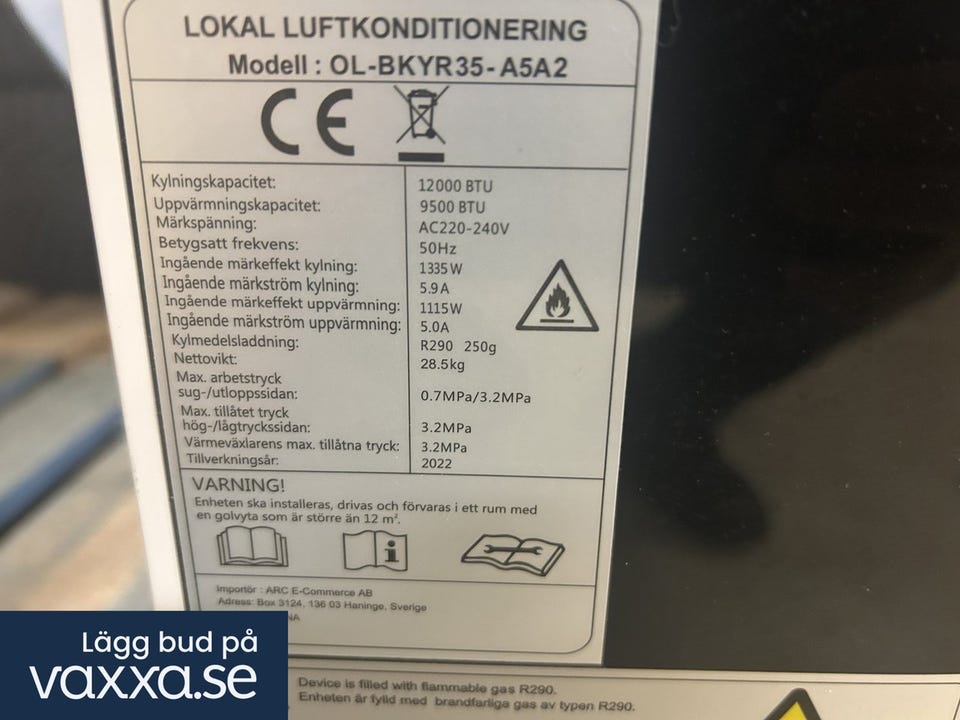 LOKAL LUFTKONDITIONERING
Modell : OL-BKYR35-A5A2
CE
Kylningskapacitet: 12000 BTU
Uppvärmningskapacitet: 9500 BTU
Märkspänning: AC220-240V
Betygsatt frekvens: 50Hz
Ingående märkeffekt kylning: 1335W
Ingående märkström kylning: 5.9A
Ingående märkeffekt uppvärmning: 1115W
Ingående märkström uppvärmning: 5.0A
Kylmedelsladdning: R290 250g
Nettovikt: 28.5kg
Max. arbetstryck
sug-/utloppssidan: 0.7MPa/3.2MPa
Max. tillåtet tryck
hög-/lågtryckssidan: 3.2MPa
Värmeväxlarens max. tillåtna tryck: 3.2MPa
Tillverkningsår: 2022
VARNING!
Enheten ska installeras, drivas och förvaras i ett rum med
en golvyta som är större än 12 m².
Importör : ARC E-Commerce AB
Adress: Box 3124, 136 03 Haninge, Sverige
Lägg bud på
vaxxa.se
Device is filled with flammable gas R290.
Enheten är fylld med brandfarliga gas av typen R290.